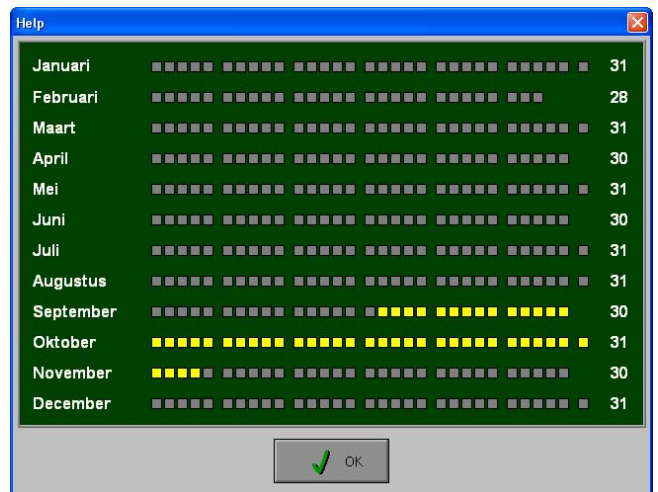 Help
Januari 31
Februari 28
Maart 31
April 30
Mei 31
Juni 30
Juli 31
Augustus 31
September 30
Oktober 31
November 30
December 31
OK